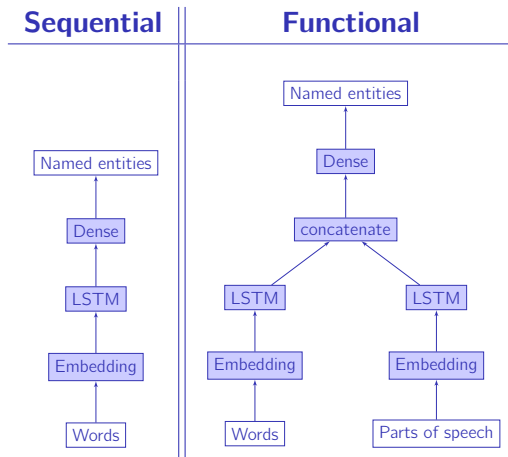 Sequential
Functional
Named entities
Dense
LSTM
Embedding
Words
Named entities
Dense
concatenate
LSTM
LSTM
Embedding
Embedding
Words
Parts of speech